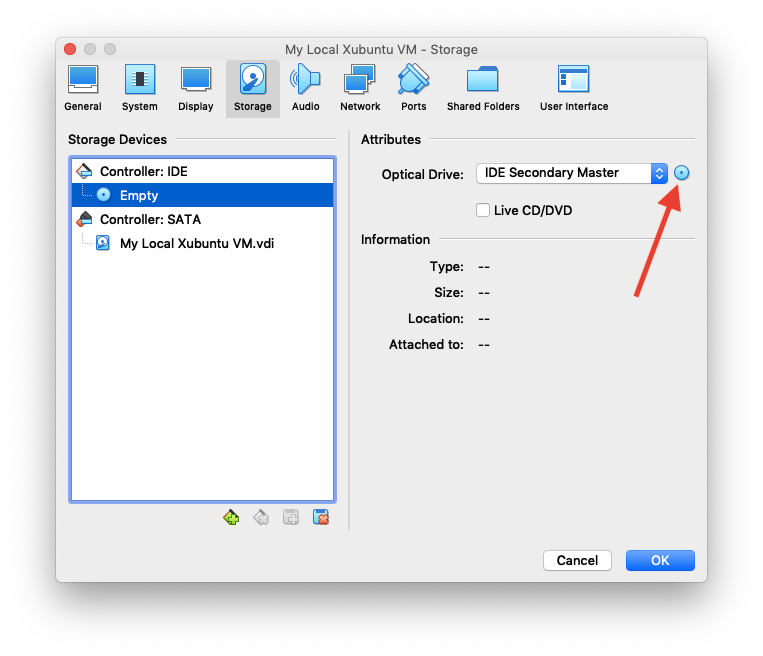 My Local Xubuntu VM - Storage
General System Display Storage Audio Network Ports Shared Folders User Interface
Storage Devices
Controller: IDE
Empty
Controller: SATA
My Local Xubuntu VM.vdi
Attributes
Optical Drive: IDE Secondary Master
Live CD/DVD
Information
Type: --
Size: --
Location: --
Attached to: --
Cancel OK